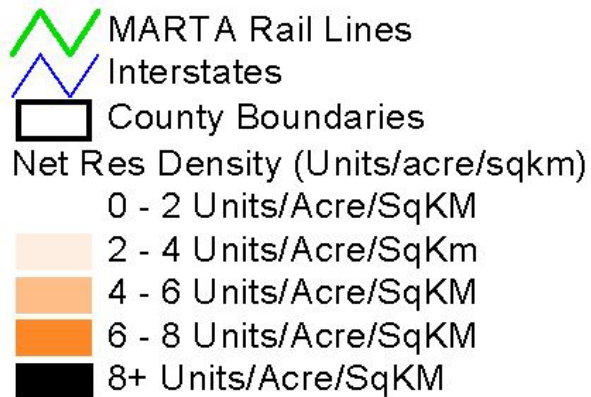 MARTA Rail Lines
Interstates
County Boundaries
Net Res Density (Units/acre/sqkm)
0 - 2 Units/Acre/SqKM
2 - 4 Units/Acre/SqKm
4 - 6 Units/Acre/SqKM
6 - 8 Units/Acre/SqKM
8+ Units/Acre/SqKM